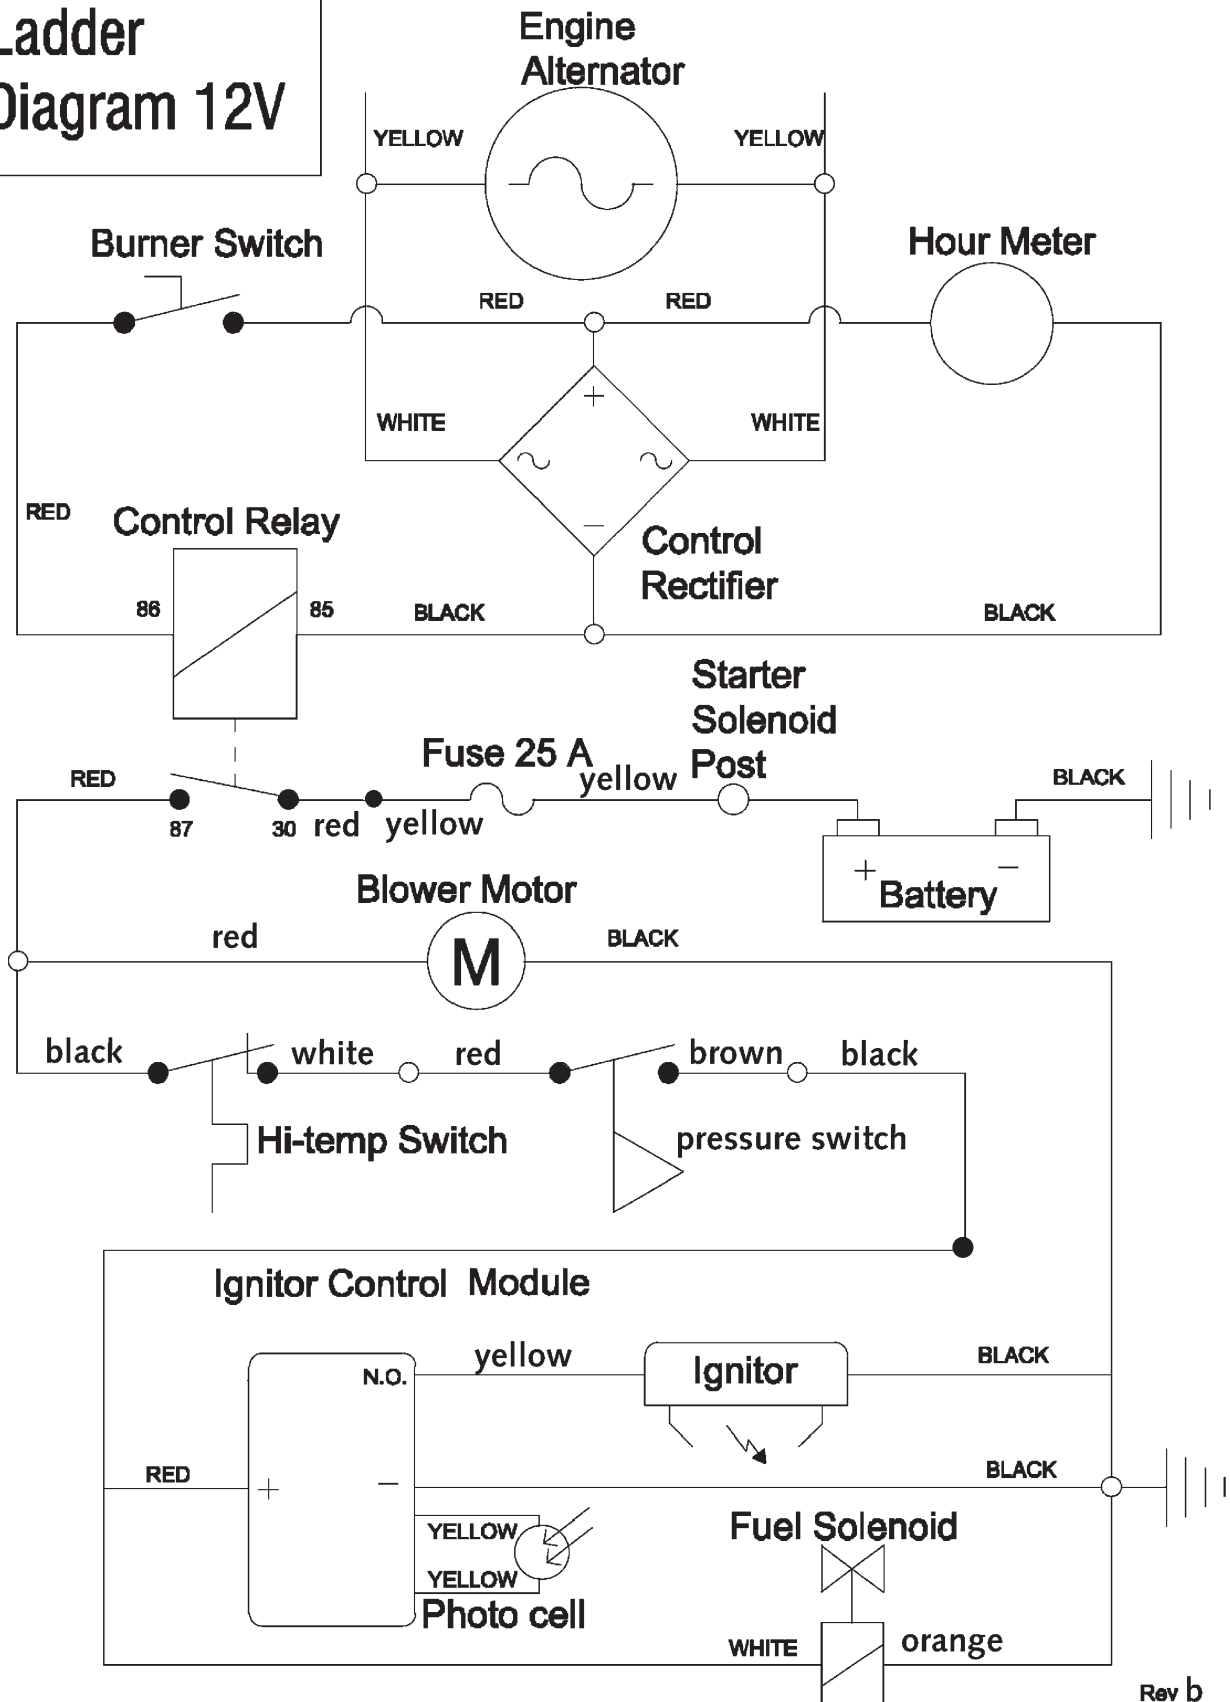 Ladder
Diagram 12V
Engine
Alternator
YELLOW
YELLOW
Burner Switch
Hour Meter
RED
RED
+
WHITE
WHITE
RED
Control Relay
Control
Rectifier
86
85
BLACK
BLACK
Starter
Solenoid
Post
Fuse 25 A
yellow
RED
BLACK
87
30
red
yellow
+
Battery
Blower Motor
red
M
BLACK
black
white
red
brown
black
Hi-temp Switch
pressure switch
Ignitor Control Module
N.O.
yellow
Ignitor
BLACK
RED
+
BLACK
YELLOW
YELLOW
Photo cell
Fuel Solenoid
WHITE
orange
Rev b